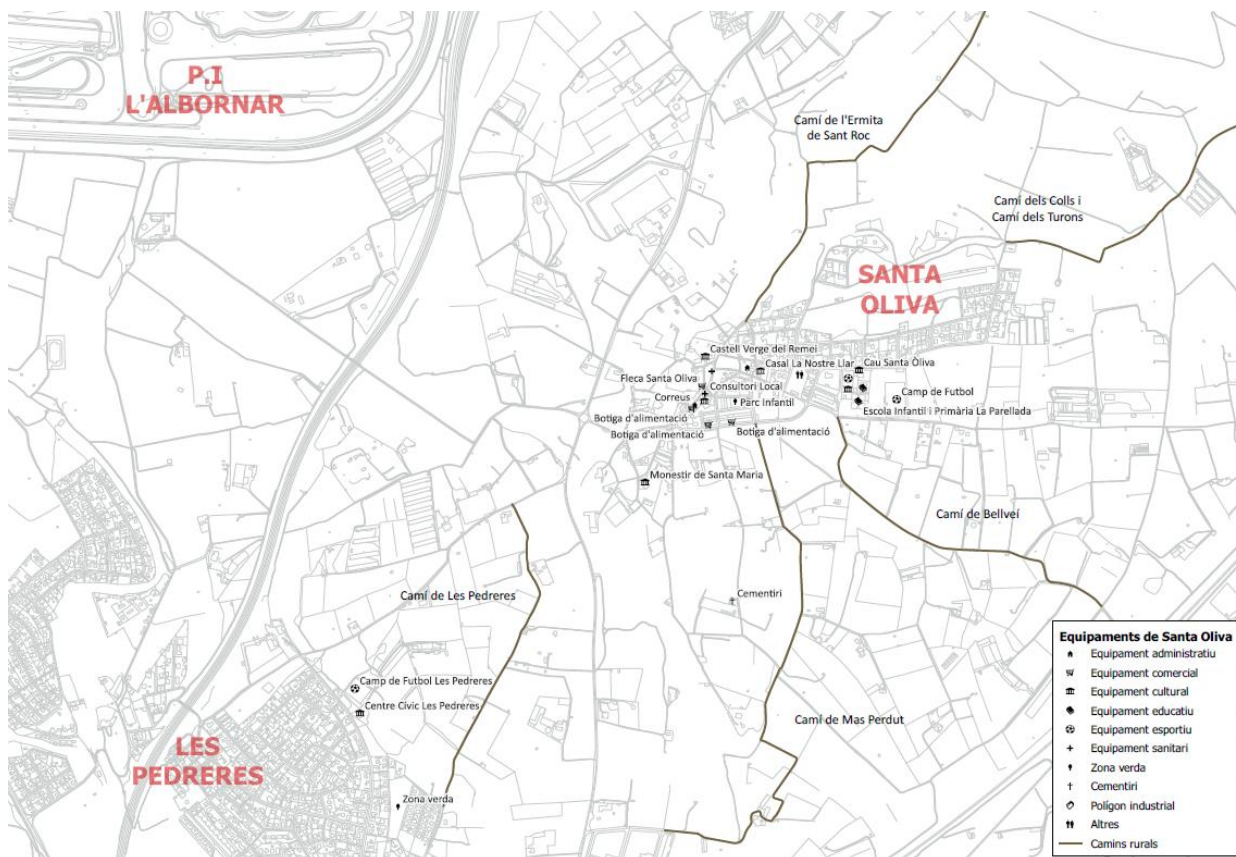 P.I
L'ALBORNAR
Camí de l'Ermita
de Sant Roc
Camí dels Colls i
Camí dels Turons
SANTA
OLIVA
Castell Verge del Remei
Casal La Nostre Llar
Cau Santa Òliva
Fleca Santa Oliva
Consultori Local
Camp de Futbol
Correus
Parc Infantil
Escola Infantil i Primària La Parellada
Botiga d'alimentació
Botiga d'alimentació
Botiga d'alimentació
Monestir de Santa Maria
Camí de Bellveí
Camí de Les Pedreres
Cementiri
Camp de Futbol Les Pedreres
Centre Cívic Les Pedreres
Camí de Mas Perdut
LES
PEDRERES
Zona verda
Equipaments de Santa Oliva
Equipament administratiu
Equipament comercial
Equipament cultural
Equipament educatiu
Equipament esportiu
Equipament sanitari
Zona verda
Cementiri
Polígon industrial
Altres
Camins rurals